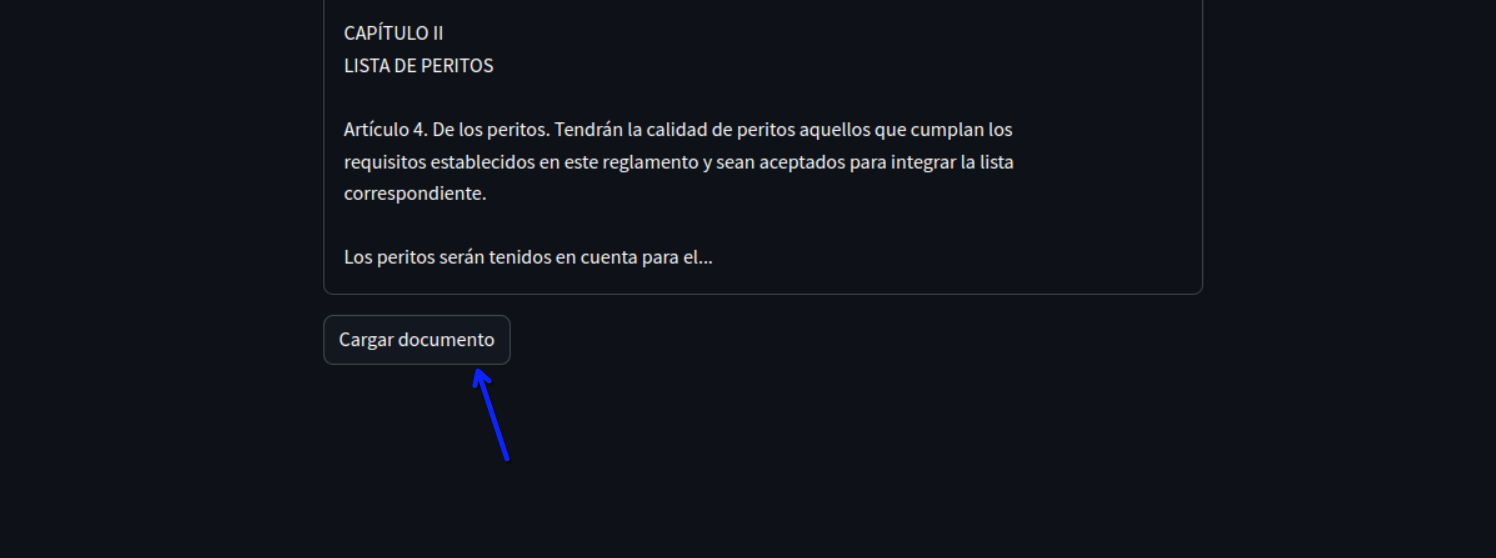 CAPÍTULO II
LISTA DE PERITOS
Artículo 4. De los peritos. Tendrán la calidad de peritos aquellos que cumplan los
requisitos establecidos en este reglamento y sean aceptados para integrar la lista
correspondiente.
Los peritos serán tenidos en cuenta para el...
Cargar documento